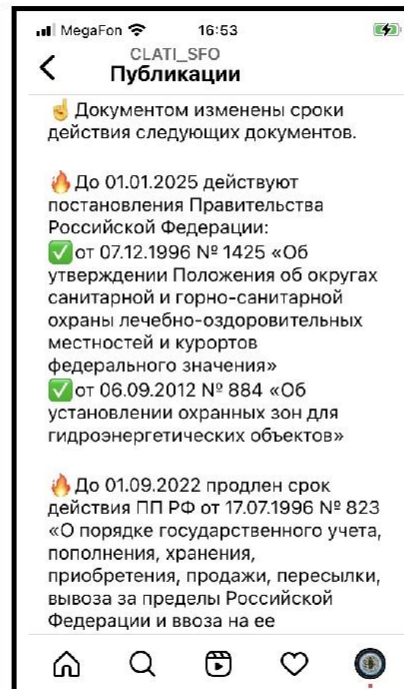 MegaFon 16:53
CLATI_SFO
Публикации
☝ Документом изменены сроки
действия следующих документов.
🔥 До 01.01.2025 действуют
постановления Правительства
Российской Федерации:
✅ от 07.12.1996 № 1425 «Об
утверждении Положения об округах
санитарной и горно-санитарной
охраны лечебно-оздоровительных
местностей и курортов
федерального значения»
✅ от 06.09.2012 № 884 «Об
установлении охранных зон для
гидроэнергетических объектов»
🔥 До 01.09.2022 продлен срок
действия ПП РФ от 17.07.1996 № 823
«О порядке государственного учета,
пополнения, хранения,
приобретения, продажи, пересылки,
вывоза за пределы Российской
Федерации и ввоза на ее